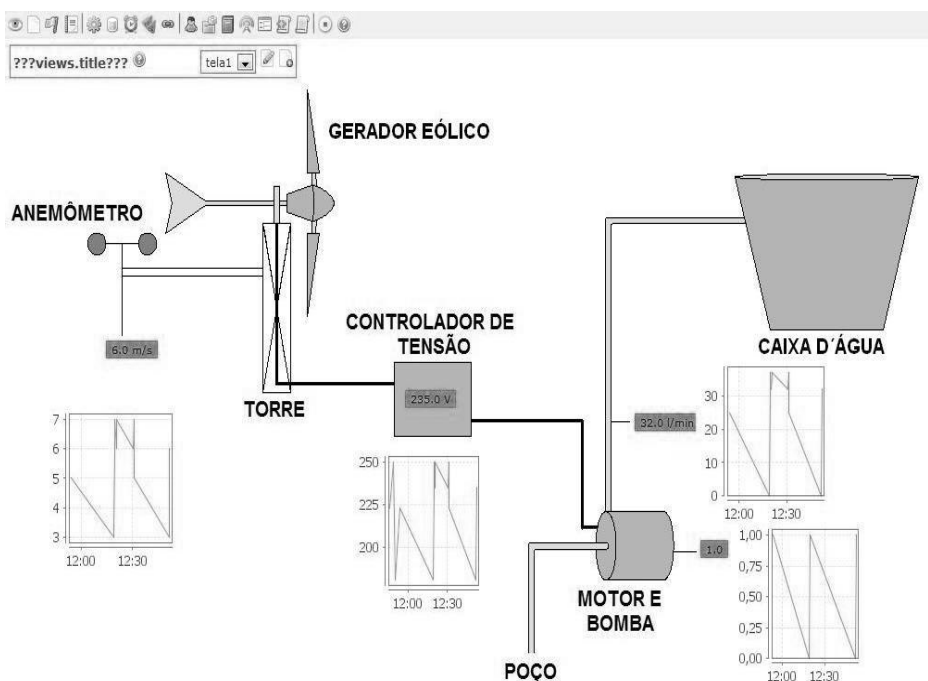 ???views.title???
tela1
GERADOR EÓLICO
ANEMÔMETRO
6.0 m/s
TORRE
CONTROLADOR DE
TENSÃO
235.0 V
CAIXA D´ÁGUA
32.0 l/min
MOTOR E
BOMBA
1.0
POÇO
7
6
5
4
3
12:00 12:30
250
225
200
12:00 12:30
30
20
10
0
12:00 12:30
1,00
0,75
0,50
0,25
0,00
12:00 12:30